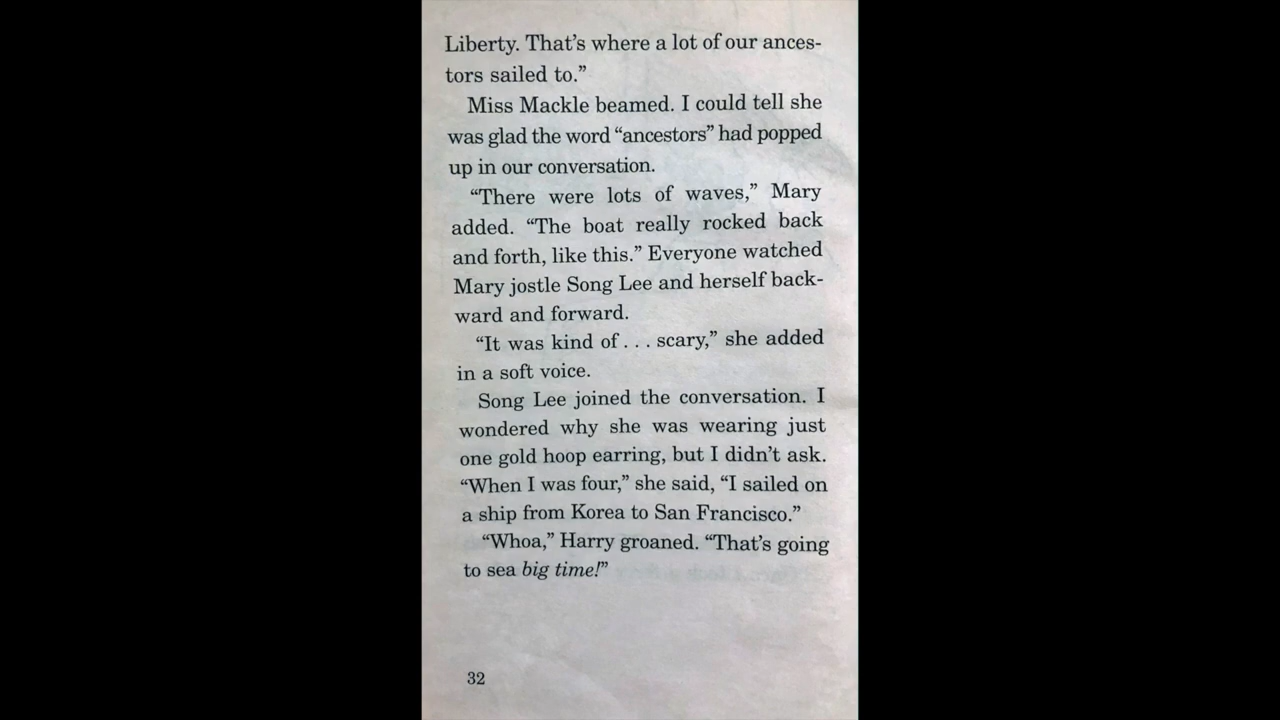 Liberty. That's where a lot of our ances-
tors sailed to.”
Miss Mackle beamed. I could tell she
was glad the word “ancestors” had popped
up in our conversation.
“There were lots of waves,” Mary
added. “The boat really rocked back
and forth, like this.” Everyone watched
Mary jostle Song Lee and herself back-
ward and forward.
“It was kind of . . . scary,” she added
in a soft voice.
Song Lee joined the conversation. I
wondered why she was wearing just
one gold hoop earring, but I didn't ask.
“When I was four,” she said, “I sailed on
a ship from Korea to San Francisco.”
“Whoa,” Harry groaned. “That's going
to sea big time!”
32